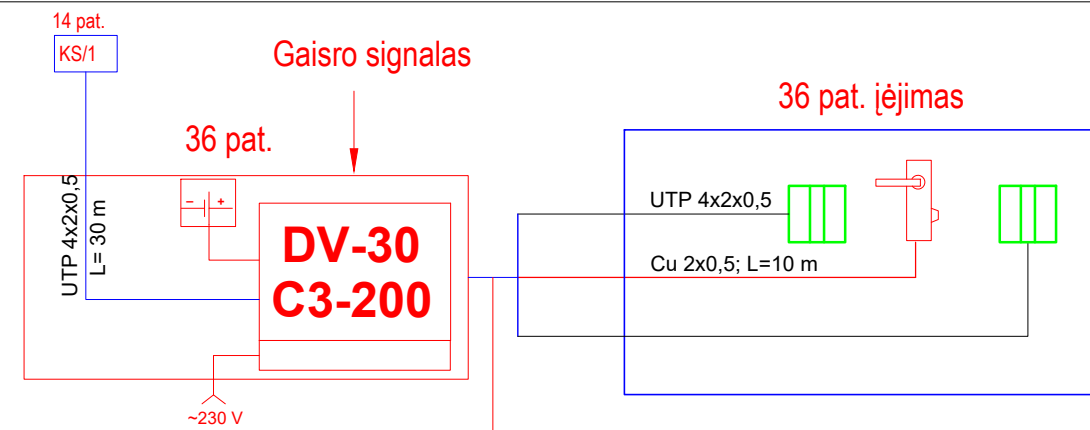 14 pat.
KS/1
Gaisro signalas
36 pat. įėjimas
36 pat.
UTP 4x2x0,5
L= 30 m
- +
DV-30
C3-200
~230 V
UTP 4x2x0,5
Cu 2x0,5; L=10 m